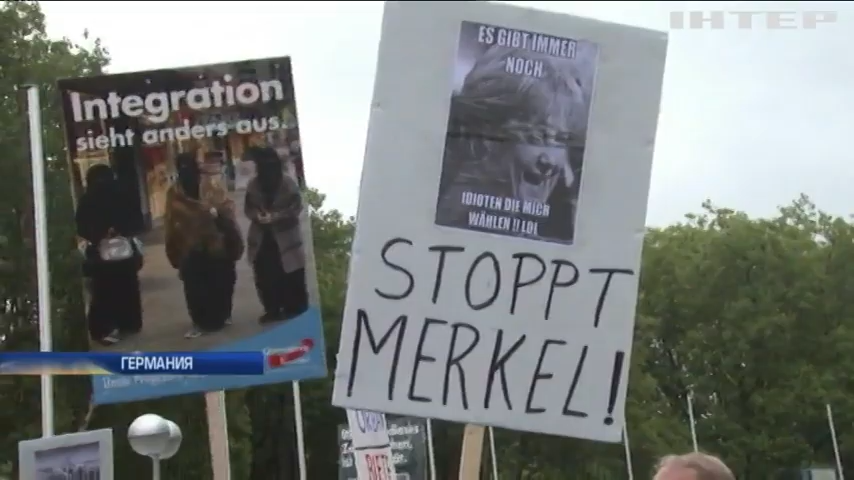 ІНТЕР
Integration
sieht anders aus.
ES GIBT IMMER
NOCH
IDIOTEN DIE MICH
WÄHLEN !! LOL
STOPPT
MERKEL!
ГЕРМАНИЯ